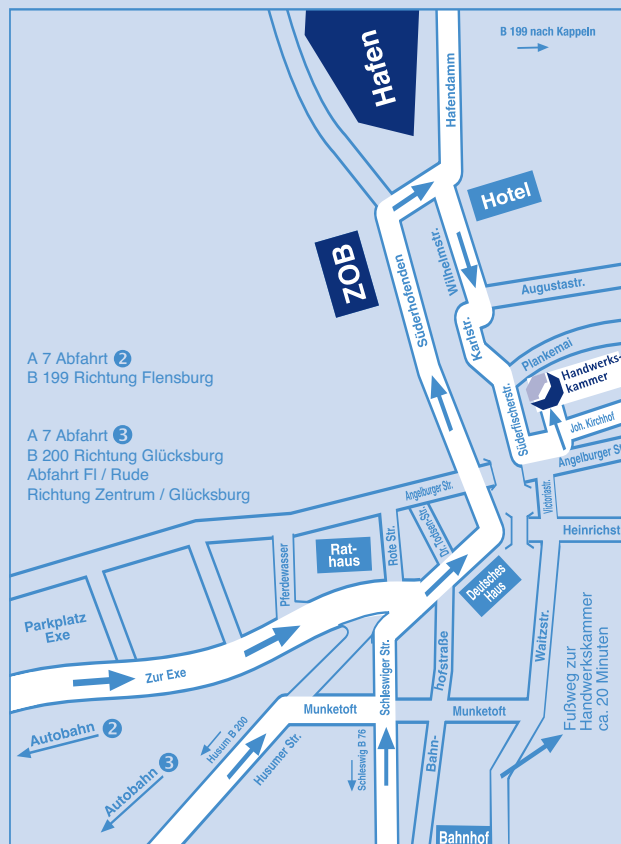 B 199 nach Kappeln
Hafen
Hafendamm
Hotel
ZOB
Wilhelmstr.
Süderhofenden
Augustastr.
Karlstr.
Plankemai
Handwerks-
kammer
Süderfischerstr.
Joh. Kirchhof
Angelburger St
A 7 Abfahrt 2
B 199 Richtung Flensburg
A 7 Abfahrt 3
B 200 Richtung Glücksburg
Abfahrt Fl / Rude
Richtung Zentrum / Glücksburg
Angelburger Str.
Victoriastr.
Heinrichst
Rat-
haus
Rote Str.
Dr.-Todsen-Str.
Pferdewasser
Deutsches
Haus
Parkplatz
Exe
Zur Exe
Schleswiger Str.
Bahn-
hofstraße
Waitzstr.
Fußweg zur
Handwerkskammer
ca. 20 Minuten
Munketoft
Munketoft
Autobahn 2
Autobahn 3
Husum B 200
Husumer Str.
Schleswig B 76
Bahnhof